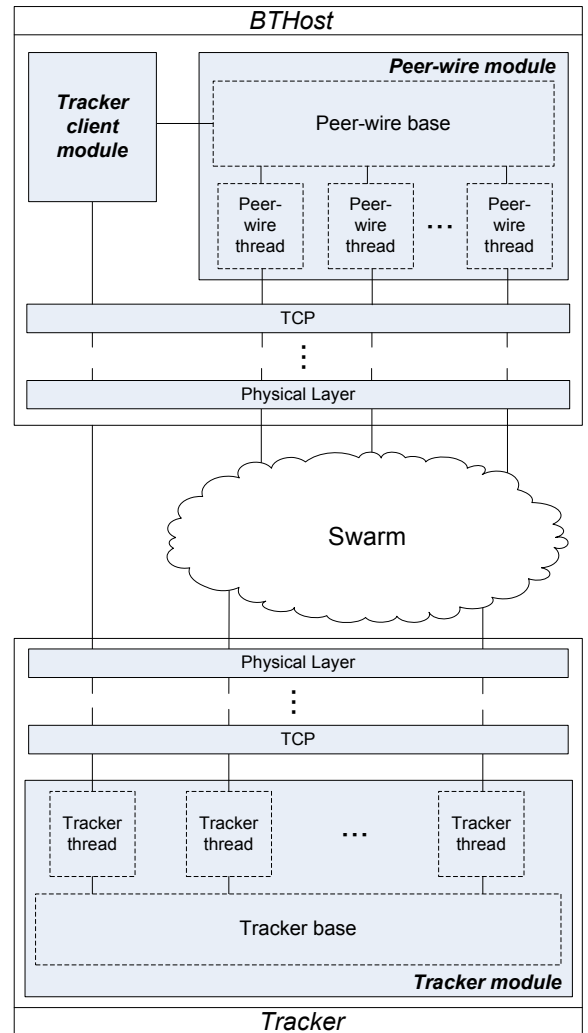 BTHost
Peer-wire module
Tracker
client
module
Peer-wire base
Peer-
wire
thread
Peer-
wire
thread
...
Peer-
wire
thread
TCP
Physical Layer
Swarm
Physical Layer
TCP
Tracker
thread
Tracker
thread
...
Tracker
thread
Tracker base
Tracker module
Tracker